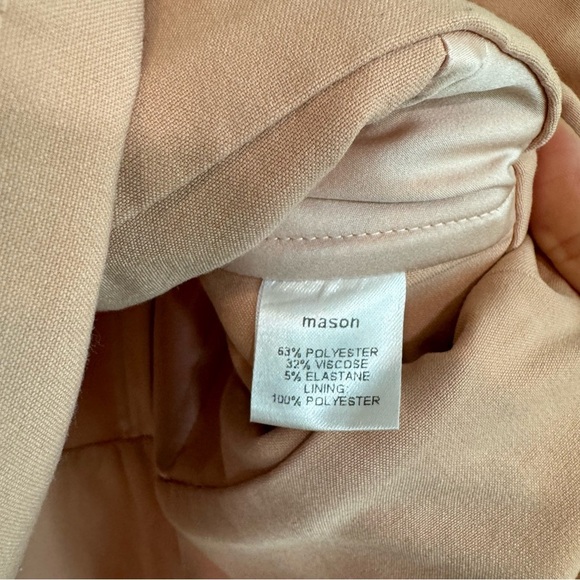 mason
63% POLYESTER
32% VISCOSE
5% ELASTANE
LINING:
100% POLYESTER